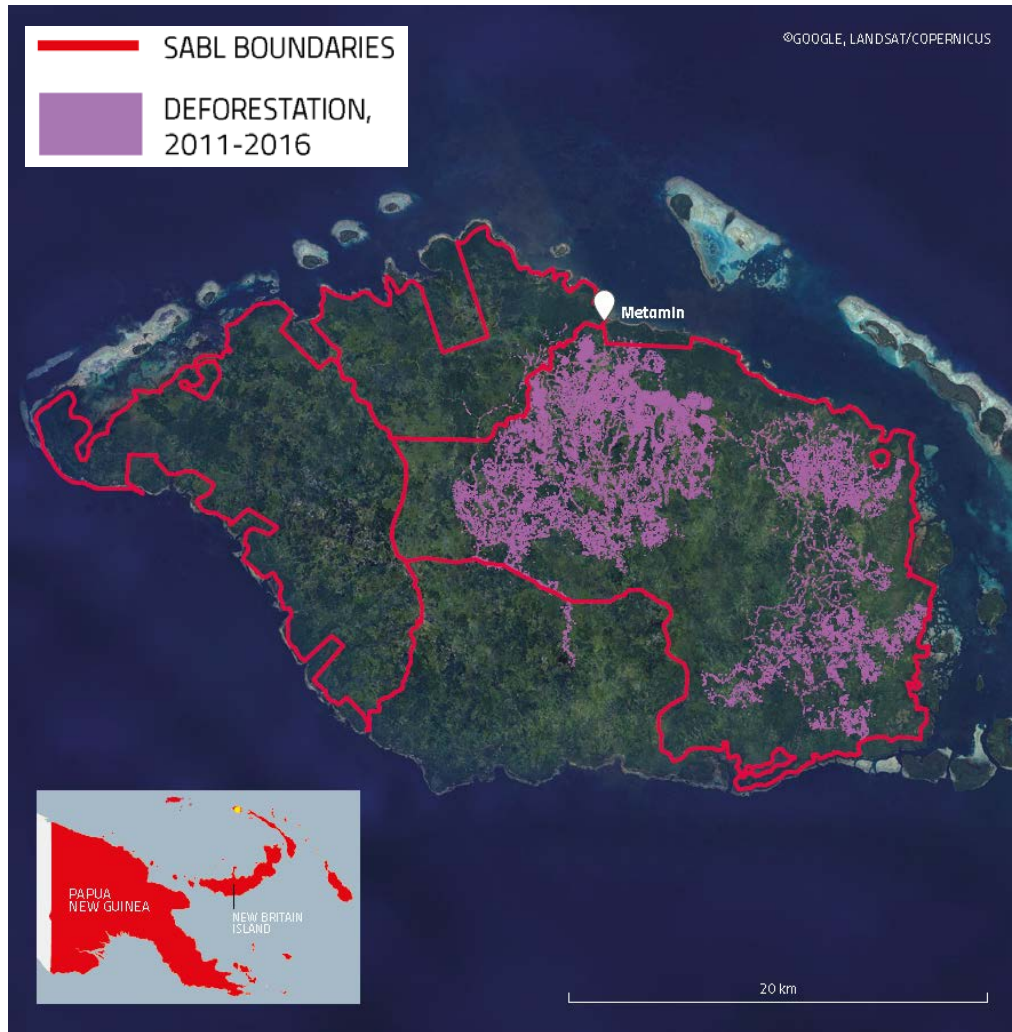 SABL BOUNDARIES
DEFORESTATION,
2011-2016
©GOOGLE, LANDSAT/COPERNICUS
Metamin
PAPUA
NEW GUINEA
NEW BRITAIN
ISLAND
20 km